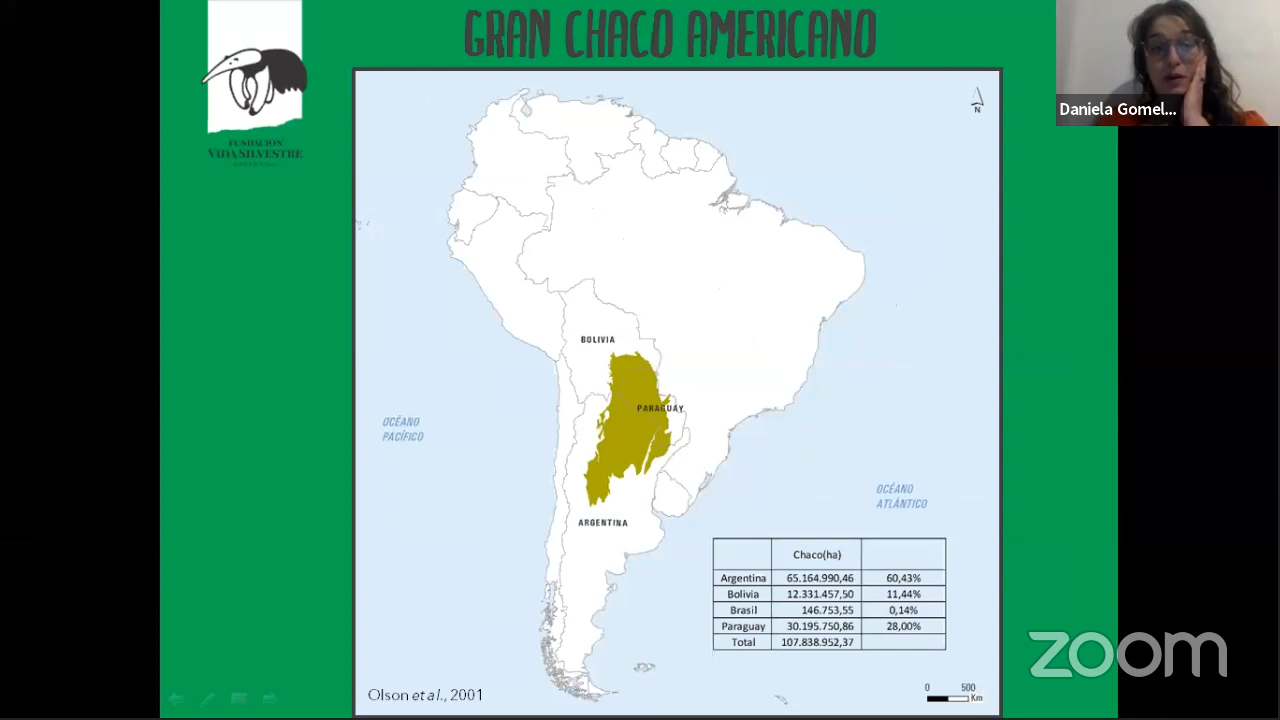 GRAN CHACO AMERICANO
FUNDACIÓN
VIDA SILVESTRE
Daniela Gomel...
N
BOLIVIA
PARAGUAY
OCÉANO
PACÍFICO
OCÉANO
ATLÁNTICO
ARGENTINA
Chaco(ha)
Argentina 65.164.990,46 60,43%
Bolivia 12.331.457,50 11,44%
Brasil 146.753,55 0,14%
Paraguay 30.195.750,86 28,00%
Total 107.838.952,37
zoom
0 500
Km
Olson et al., 2001